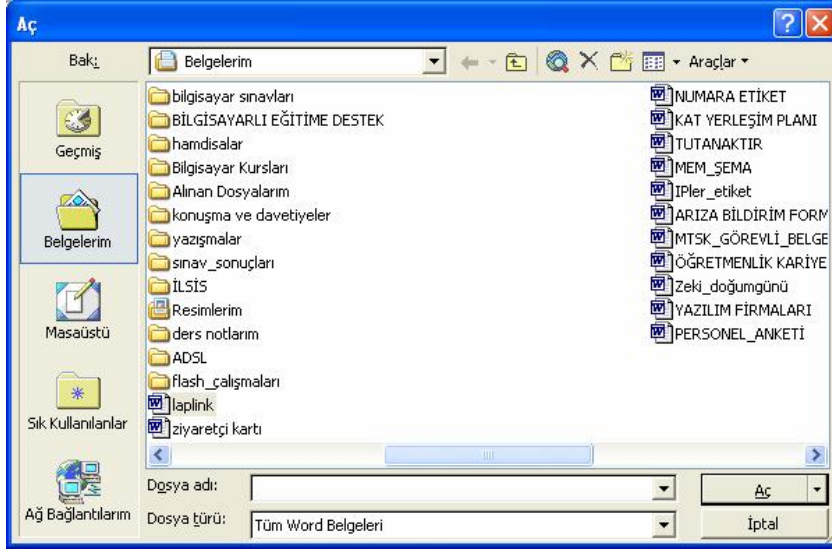 Aç
Bak:
Belgelerim
Araçlar
Geçmiş
Belgelerim
Masaüstü
Sık Kullanılanlar
Ağ Bağlantılarım
bilgisayar sınavları
BİLGİSAYARLI EĞİTİME DESTEK
hamdisalar
Bilgisayar Kursları
Alınan Dosyalarım
konuşma ve davetiyeler
yazışmalar
sınav_sonuçları
İLSİS
Resimlerim
ders notlarım
ADSL
flash_çalışmaları
laplink
ziyaretçi kartı
NUMARA ETİKET
KAT YERLEŞİM PLANI
TUTANAKTIR
MEM_ŞEMA
IPler_etiket
ARIZA BİLDİRİM FORM
MTSK_GÖREVLİ_BELGE
ÖĞRETMENLİK KARİYE
Zeki_doğumgünü
YAZILIM FİRMALARI
PERSONEL_ANKETİ
Dosya adı:
Aç
Dosya türü:
Tüm Word Belgeleri
İptal